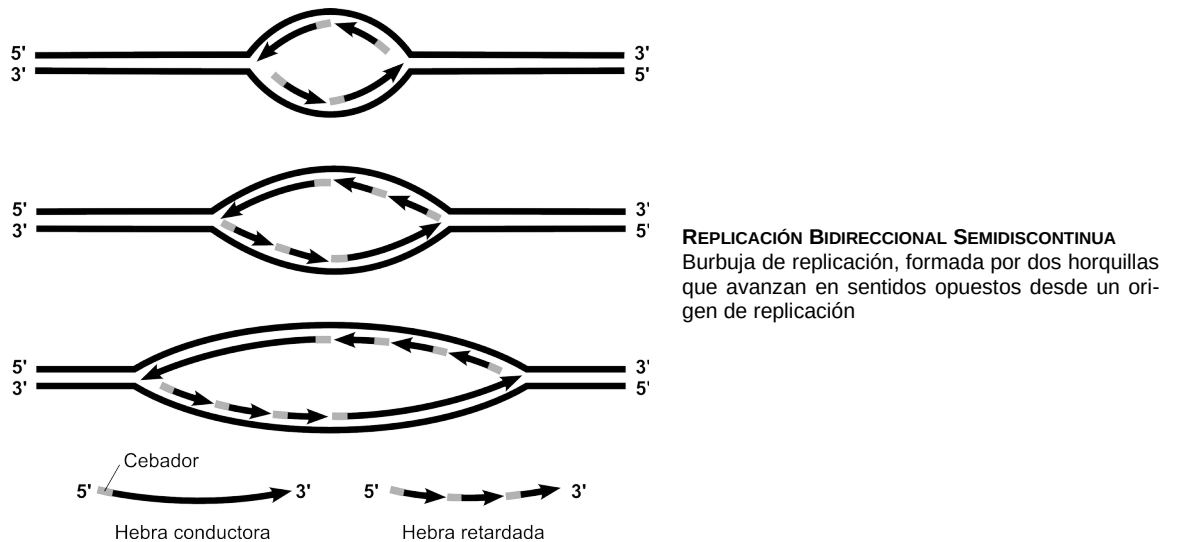 5'
3'
3'
5'
5'
3'
3'
5'
REPLICACIÓN BIDIRECCIONAL SEMIDISCONTINUA
Burbuja de replicación, formada por dos horquillas
que avanzan en sentidos opuestos desde un ori-
gen de replicación
5'
3'
3'
5'
Cebador
5'
3'
5'
3'
Hebra conductora
Hebra retardada